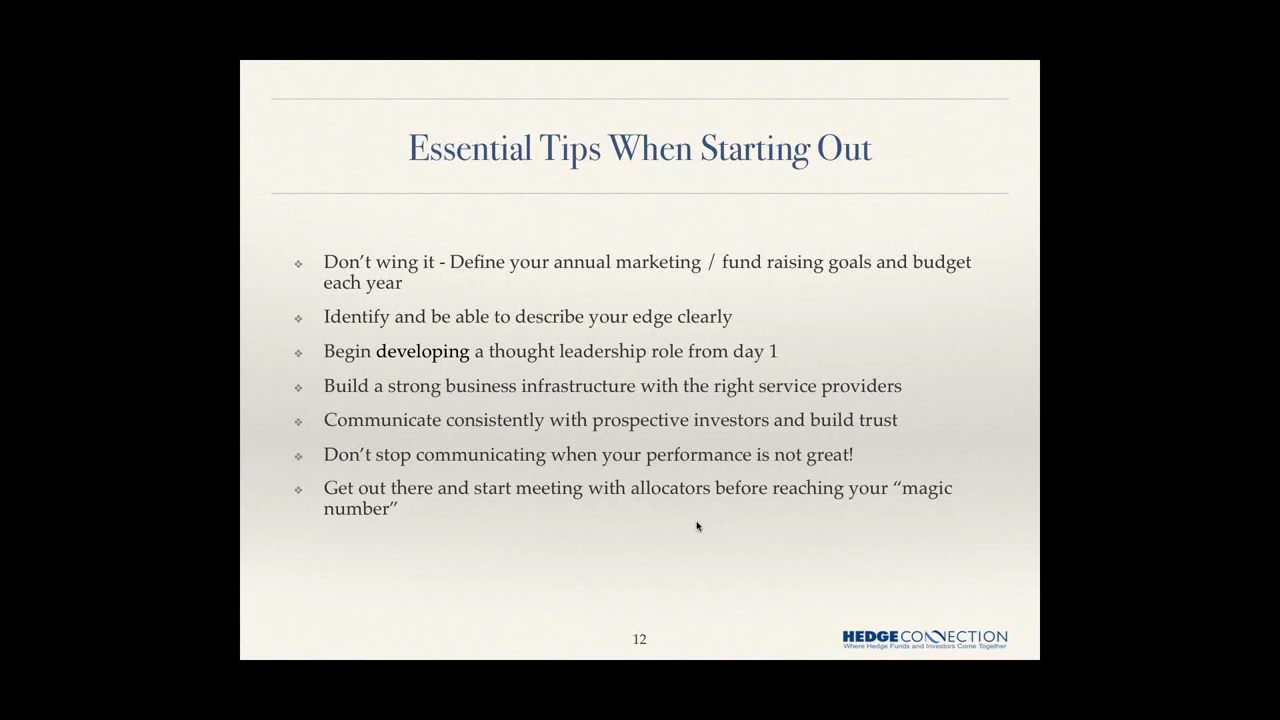 Essential Tips When Starting Out
❖ Don’t wing it - Define your annual marketing / fund raising goals and budget
each year
❖ Identify and be able to describe your edge clearly
❖ Begin developing a thought leadership role from day 1
❖ Build a strong business infrastructure with the right service providers
❖ Communicate consistently with prospective investors and build trust
❖ Don’t stop communicating when your performance is not great!
❖ Get out there and start meeting with allocators before reaching your “magic
number”
12
HEDGECONNECTION
Where Hedge Funds and Investors Come Together